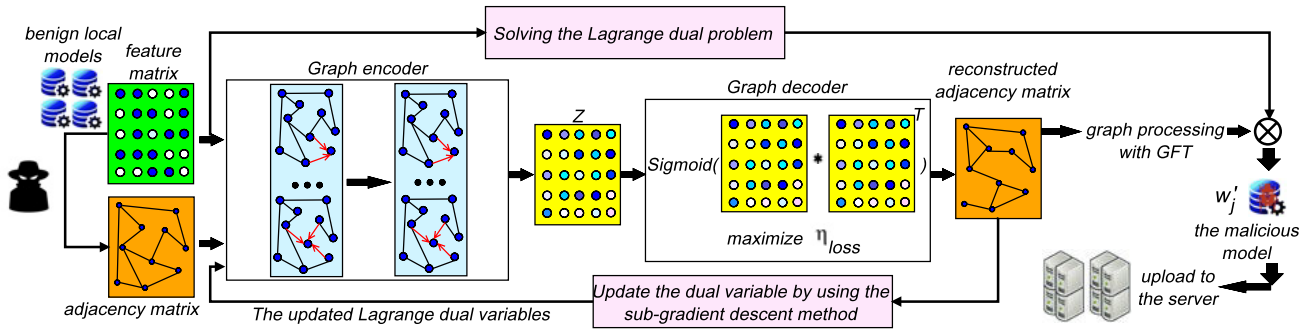 benign local
models
feature
matrix
Solving the Lagrange dual problem
Graph encoder
Z
Graph decoder
Sigmoid(
*
T
)
maximize η loss
reconstructed
adjacency matrix
graph processing
with GFT
w'j
the malicious
model
upload to
the server
adjacency matrix
The updated Lagrange dual variables
Update the dual variable by using the
sub-gradient descent method